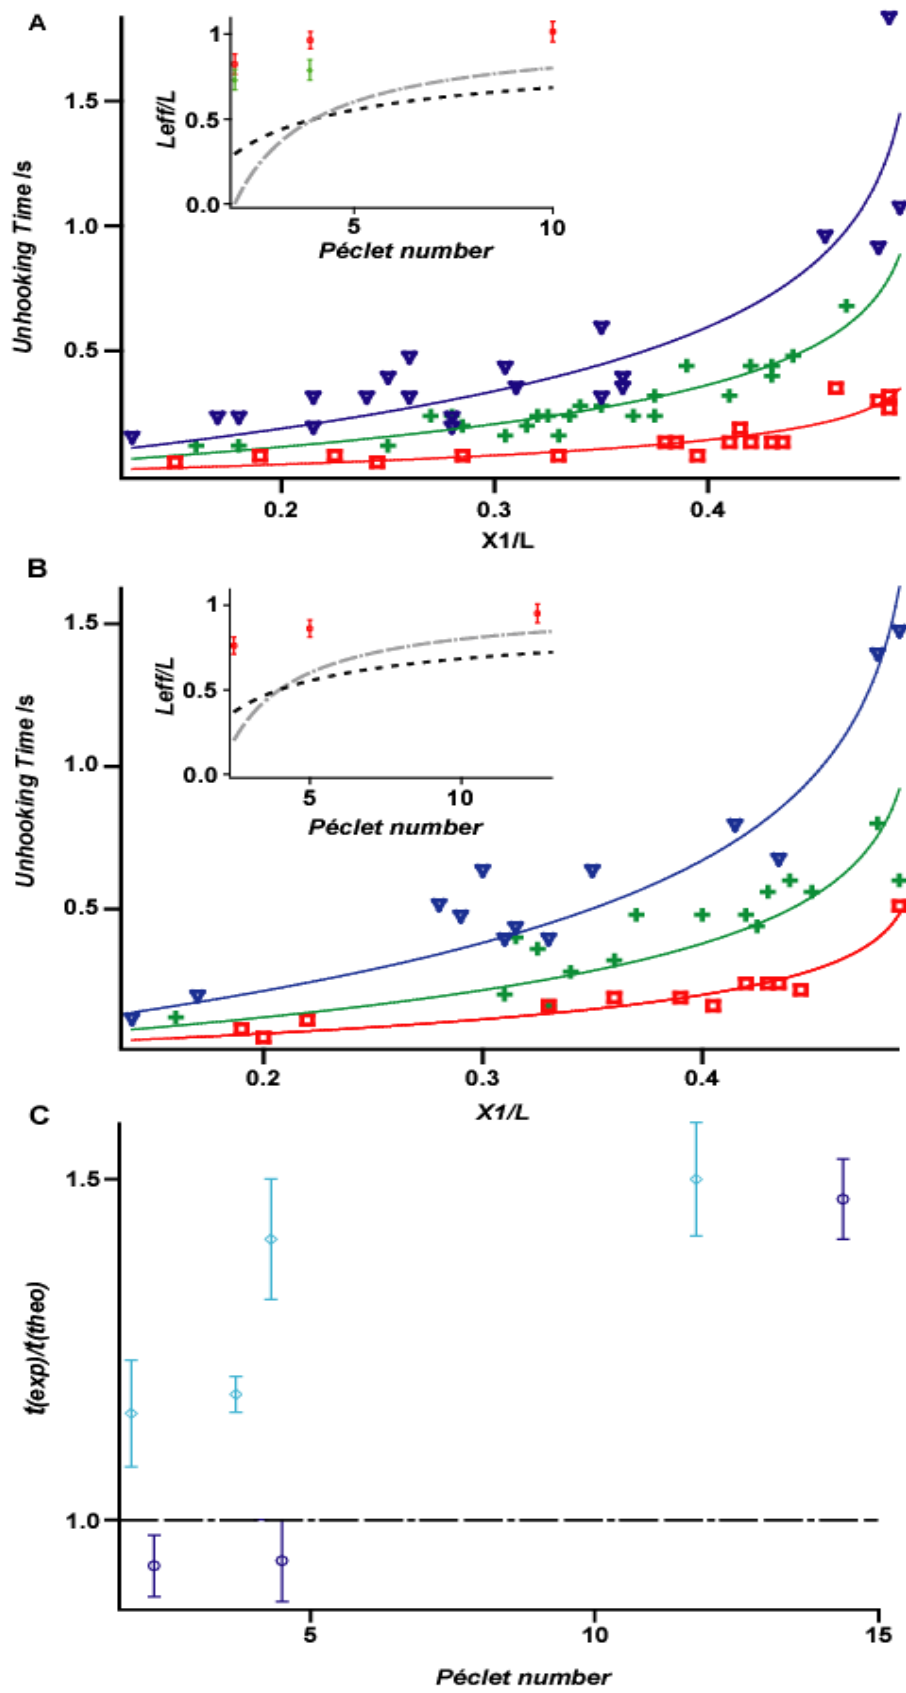 A
1
Leff/L
0.5
0.0
5
10
Péclet number
1.5
1.0
0.5
Unhooking Time /s
0.2
0.3
0.4
X1/L
B
1
Leff/L
0.5
0.0
5
10
Péclet number
1.5
1.0
0.5
Unhooking Time /s
0.2
0.3
0.4
X1/L
C
1.5
1.0
t(exp)/t(theo)
5
10
15
Péclet number